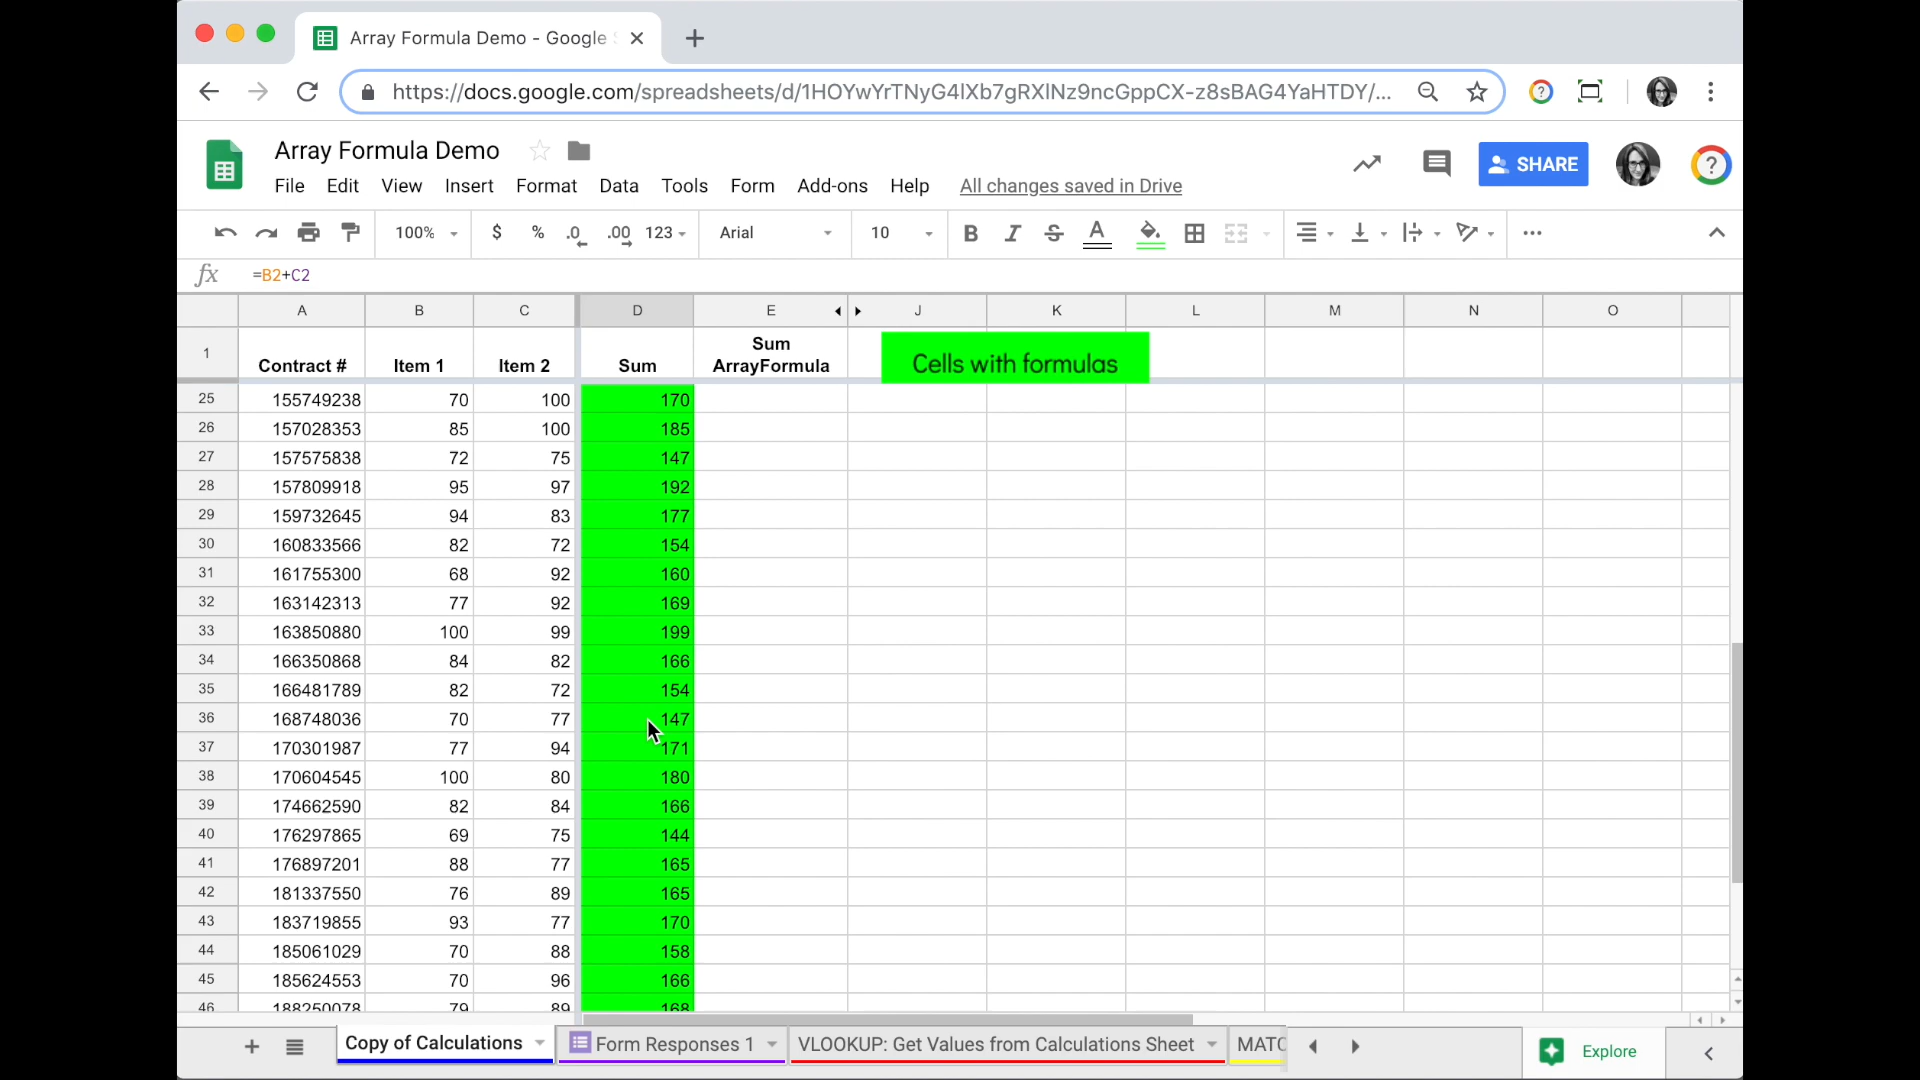 Array Formula Demo - Google
https://docs.google.com/spreadsheets/d/1HOYwYrTNyG4lXb7gRXlNz9ncGppCX-z8sBAG4YaHTDY/...
Array Formula Demo
SHARE
File Edit View Insert Format Data Tools Form Add-ons Help All changes saved in Drive
100% $ % .0 .00 123 Arial 10 B I S A
fx =B2+C2
A B C D E J K L M N O
1 Contract # Item 1 Item 2 Sum Sum ArrayFormula Cells with formulas
25 155749238 70 100 170
26 157028353 85 100 185
27 157575838 72 75 147
28 157809918 95 97 192
29 159732645 94 83 177
30 160833566 82 72 154
31 161755300 68 92 160
32 163142313 77 92 169
33 163850880 100 99 199
34 166350868 84 82 166
35 166481789 82 72 154
36 168748036 70 77 147
37 170301987 77 94 171
38 170604545 100 80 180
39 174662590 82 84 166
40 176297865 69 75 144
41 176897201 88 77 165
42 181337550 76 89 165
43 183719855 93 77 170
44 185061029 70 88 158
45 185624553 70 96 166
46 188250078 79 89 168
Copy of Calculations Form Responses 1 VLOOKUP: Get Values from Calculations Sheet MATC Explore